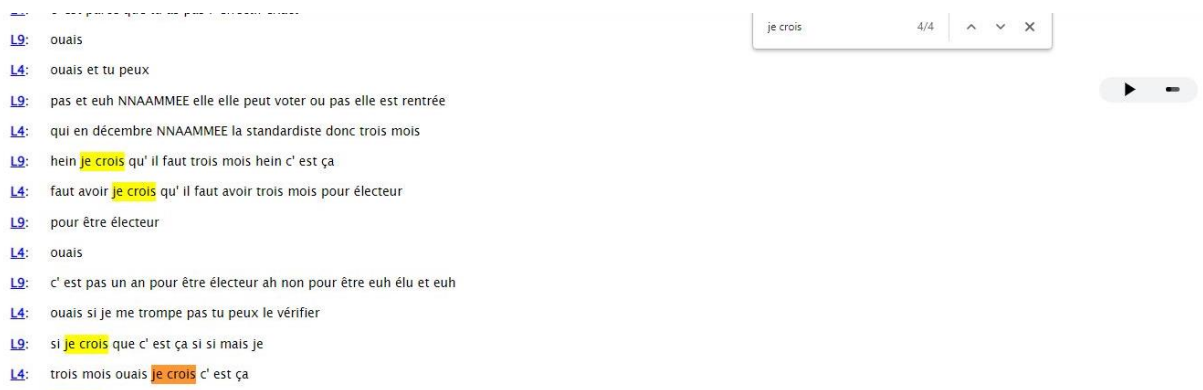 je crois 4/4
L9: ouais
L4: ouais et tu peux
L9: pas et euh NNAAMMEE elle elle peut voter ou pas elle est rentrée
L4: qui en décembre NNAAMMEE la standardiste donc trois mois
L9: hein je crois qu' il faut trois mois hein c' est ça
L4: faut avoir je crois qu' il faut avoir trois mois pour électeur
L9: pour être électeur
L4: ouais
L9: c' est pas un an pour être électeur ah non pour être euh élu et euh
L4: ouais si je me trompe pas tu peux le vérifier
L9: si je crois que c' est ça si si mais je
L4: trois mois ouais je crois c' est ça